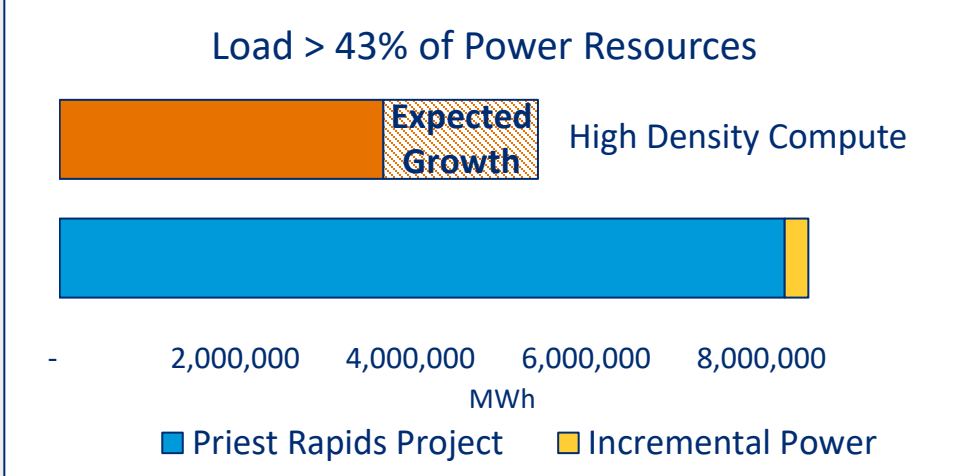 Load > 43% of Power Resources
Expected
Growth
High Density Compute
- 2,000,000 4,000,000 6,000,000 8,000,000
MWh
Priest Rapids Project Incremental Power